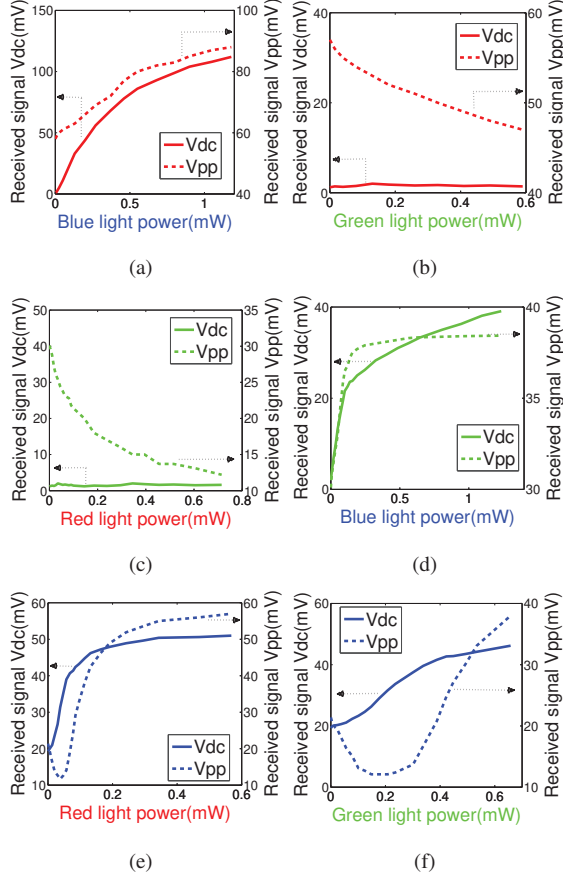 Received signal Vdc(mV)
150
100
50
0
0 0.5 1
100
80
60
40
Received signal Vpp(mV)
Vdc
Vpp
Blue light power(mW)
(a)
Received signal Vdc(mV)
40
20
0
0 0.2 0.4 0.6
60
50
40
Received signal Vpp(mV)
Vdc
Vpp
Green light power(mW)
(b)
Received signal Vdc(mV)
50
40
30
20
10
0
0 0.2 0.4 0.6 0.8
35
30
25
20
15
10
Received signal Vpp(mV)
Vdc
Vpp
Red light power(mW)
(c)
Received signal Vdc(mV)
40
20
0
0 0.5 1
40
38
36
34
32
30
Received signal Vpp(mV)
Vdc
Vpp
Blue light power(mW)
(d)
Received signal Vdc(mV)
60
50
40
30
20
10
0 0.2 0.4 0.6
60
50
40
30
20
10
Received signal Vpp(mV)
Vdc
Vpp
Red light power(mW)
(e)
Received signal Vdc(mV)
60
40
20
0
0 0.2 0.4 0.6
40
30
20
10
Received signal Vpp(mV)
Vdc
Vpp
Green light power(mW)
(f)